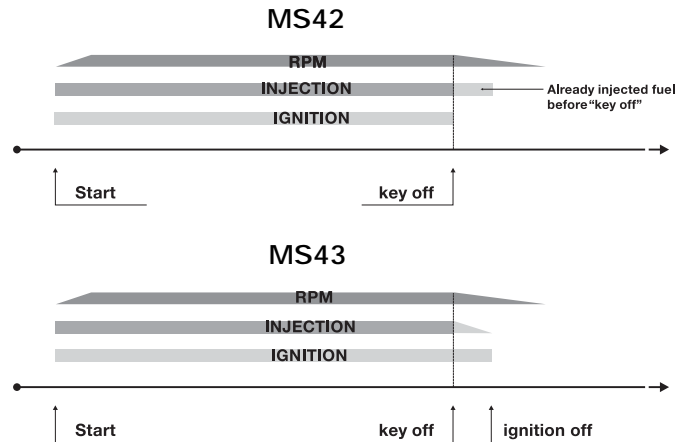 MS42
RPM
INJECTION
Already injected fuel
before “key off”
IGNITION
Start
key off
MS43
RPM
INJECTION
IGNITION
Start
key off
ignition off